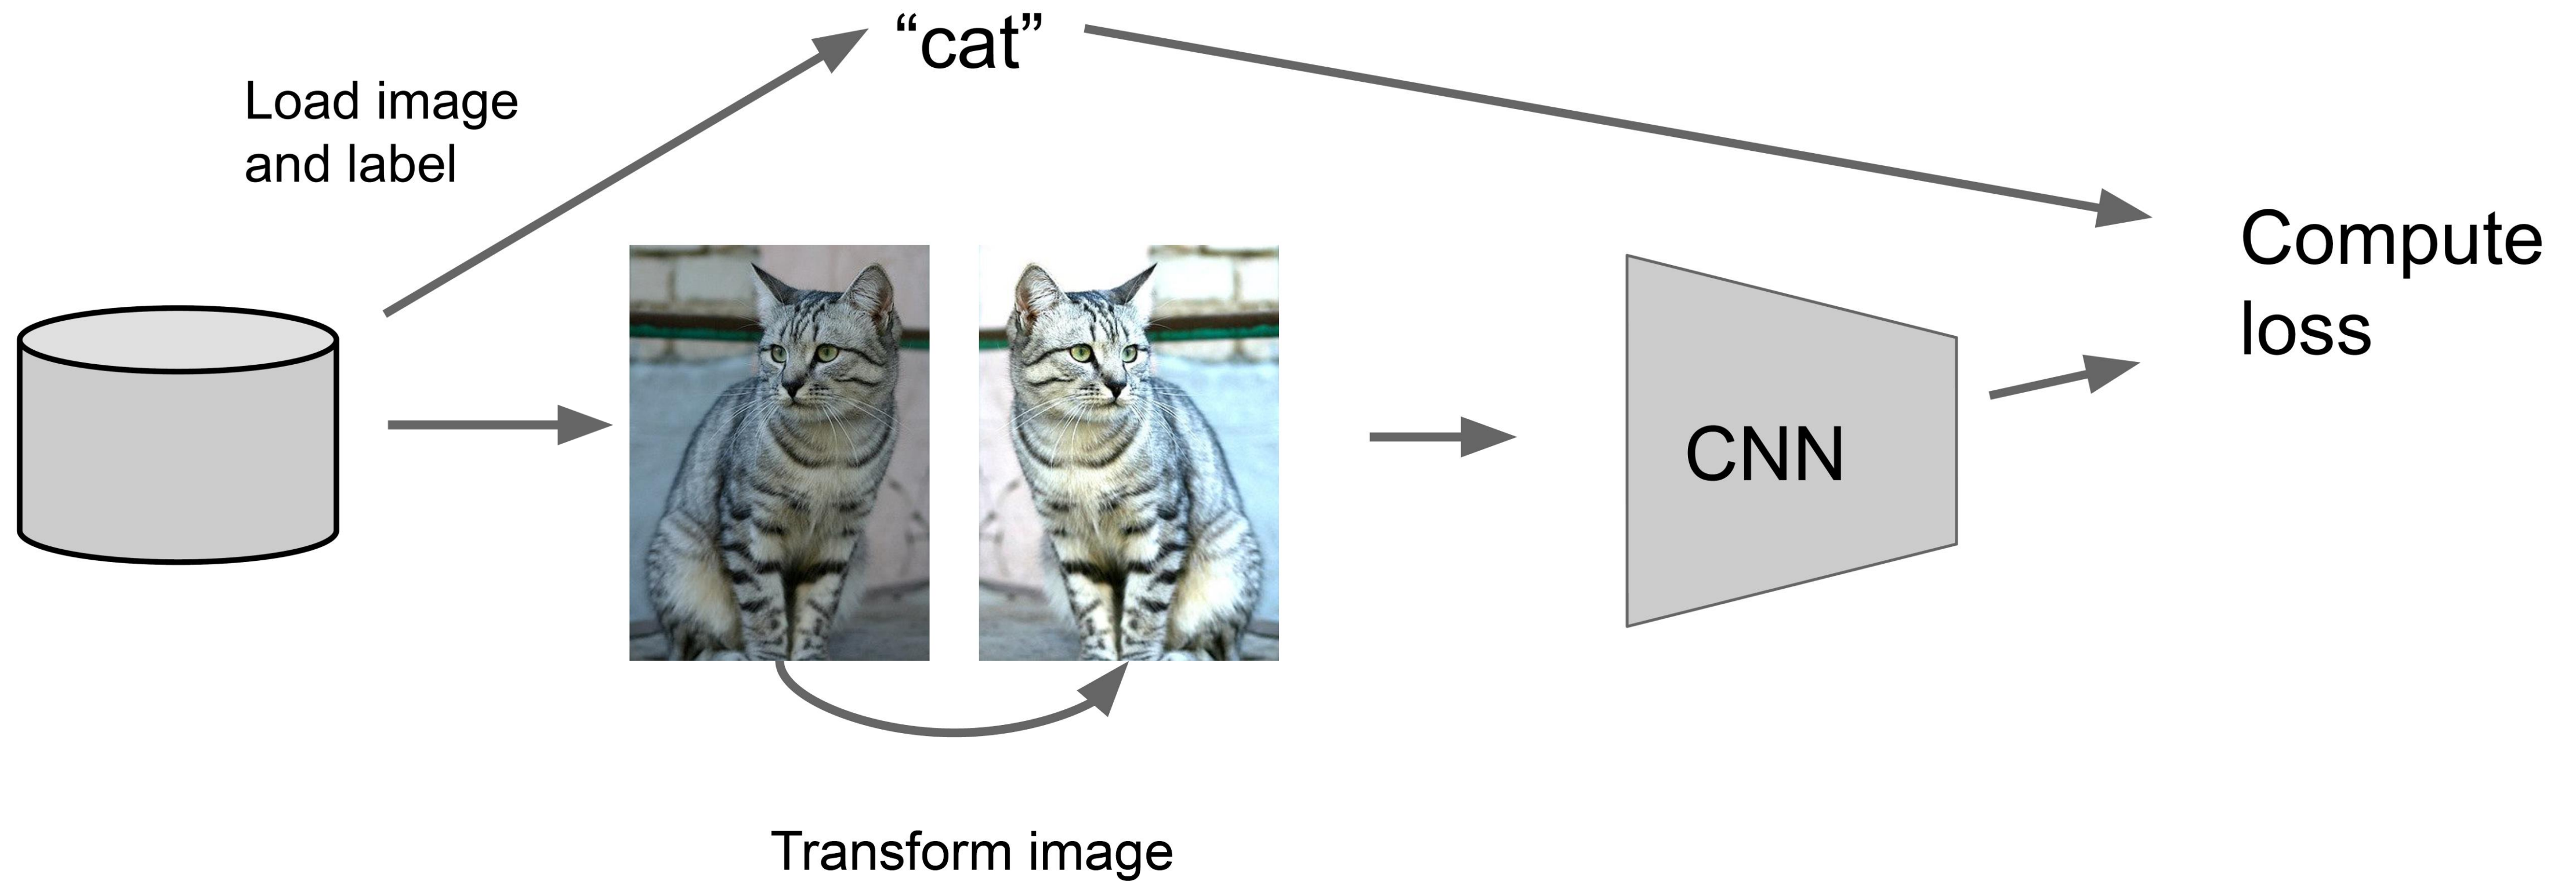 “cat”
Load image
and label
Compute
loss
CNN
Transform image